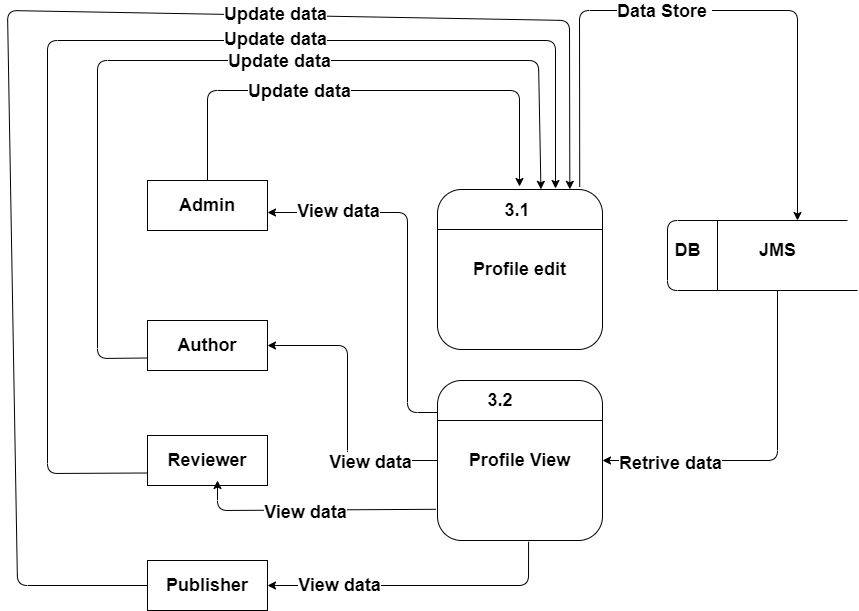 Update data
Data Store
Update data
Update data
Update data
Admin
View data
3.1
DB
JMS
Profile edit
Author
3.2
Reviewer
View data
Profile View
Retrive data
View data
Publisher
View data